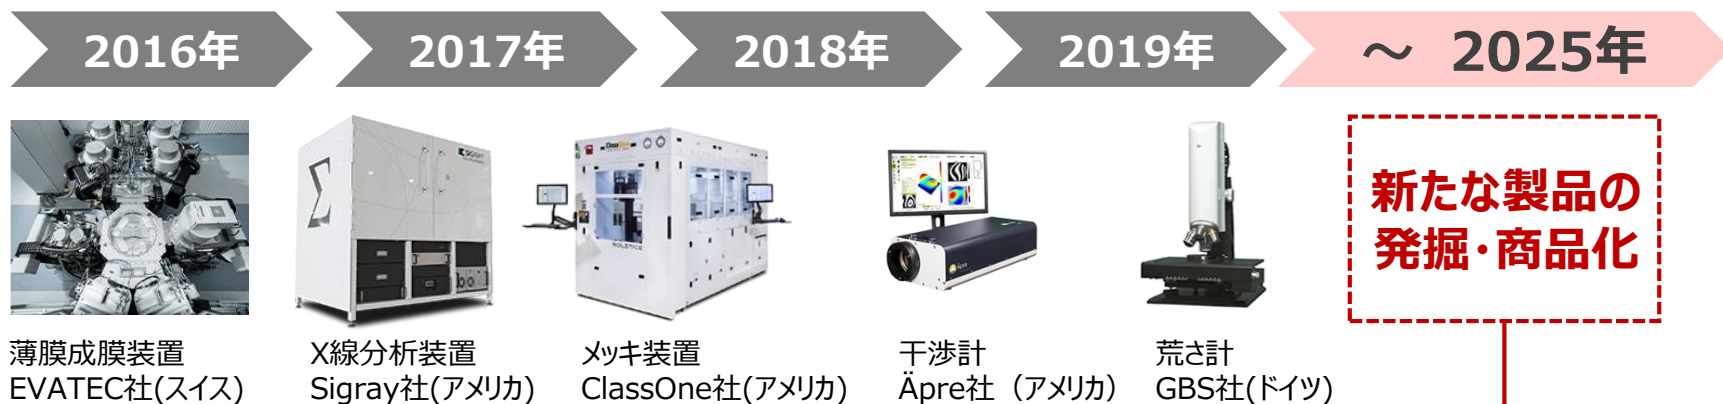 2016年
2017年
2018年
2019年
～ 2025年
SIGRAY
ClassOne
SOLSTICE
Äpre
新たな製品の
発掘・商品化
薄膜成膜装置
EVATEC社(スイス)
X線分析装置
Sigray社(アメリカ)
メッキ装置
ClassOne社(アメリカ)
干渉計
Äpre社（アメリカ）
荒さ計
GBS社(ドイツ)